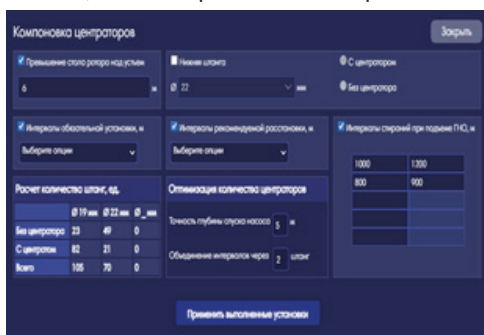 Компоновка центраторов
Закрыть
Превышение стола ротора над устьем
6 м
Нижняя штанга
Ø 22 мм
С центратором
Без центратора
Интервалы обязательной установки, м
Выберите опции
Интервалы рекомендуемой расстановки, м
Выберите опции
Интервалы стираний при подъеме ГНО, м
1000 1200
800 900
Расчет количества штанг, ед.
Ø 19 мм Ø 22 мм Ø _ мм
Без центратора 23 49 0
С центратом 82 21 0
Всего 105 70 0
Оптимизация количества центраторов
Точность глубины спуска насоса 5 м
Объединение интервалов через 2 штанг
Применить выполненные установки